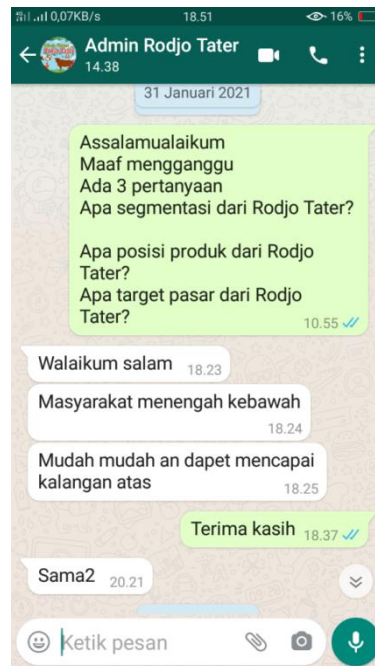 0,07KB/s 18.51 16%
Admin Rodjo Tater
14.38
31 Januari 2021
Assalamualaikum
Maaf mengganggu
Ada 3 pertanyaan
Apa segmentasi dari Rodjo Tater?
Apa posisi produk dari Rodjo
Tater?
Apa target pasar dari Rodjo
Tater?
10.55
Walaikum salam 18.23
Masyarakat menengah kebawah
18.24
Mudah mudah an dapet mencapai
kalangan atas 18.25
Terima kasih 18.37
Sama2 20.21
Ketik pesan